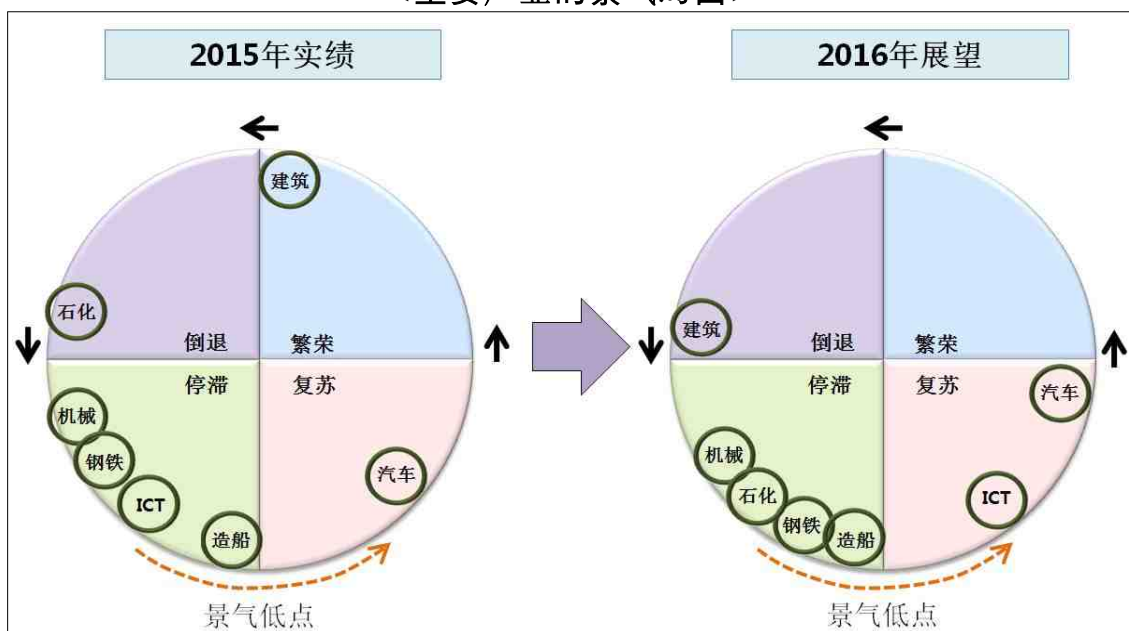 2015年实绩
建筑
石化
倒退
繁荣
停滞
复苏
机械
钢铁
ICT
造船
汽车
景气低点
2016年展望
建筑
倒退
繁荣
停滞
复苏
汽车
机械
石化
钢铁
造船
ICT
景气低点